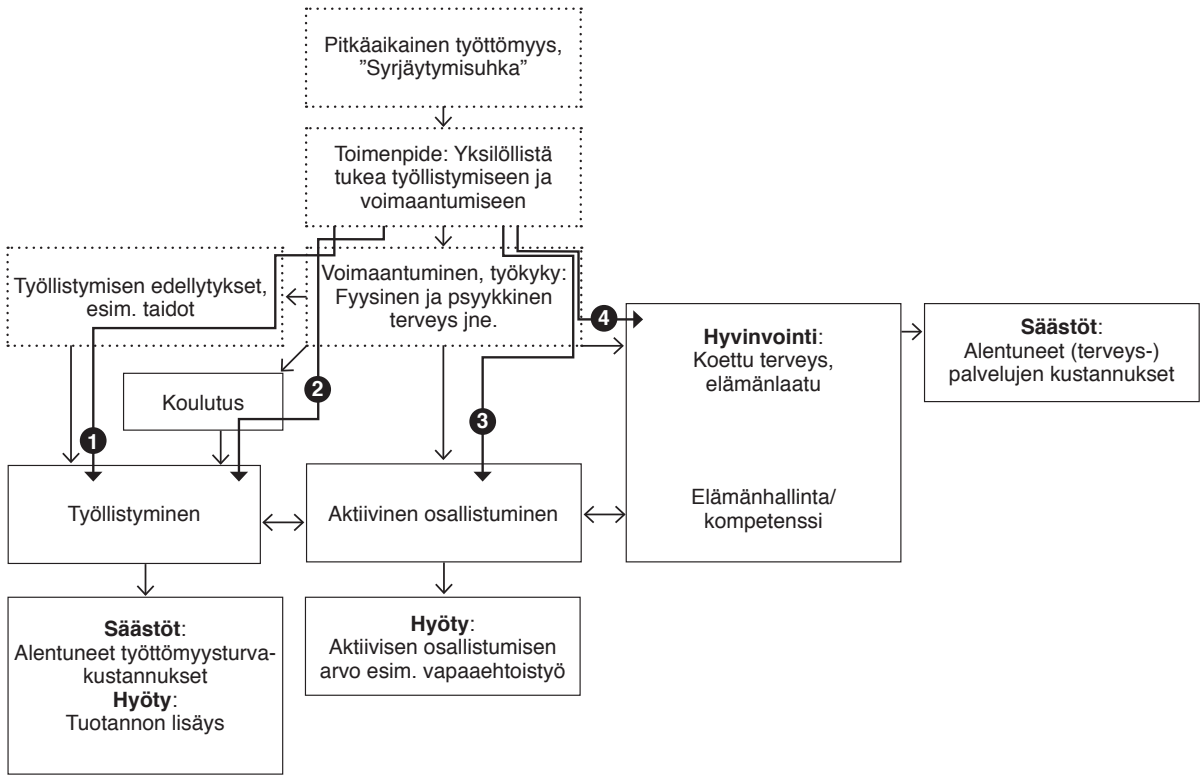 Pitkäaikainen työttömyys,
”Syrjäytymisuhka”
Toimenpide: Yksilöllistä
tukea työllistymiseen ja
voimaantumiseen
Työllistymisen edellytykset,
esim. taidot
Voimaantuminen, työkyky:
Fyysinen ja psyykkinen
terveys jne.
4
Hyvinvointi:
Koettu terveys,
elämänlaatu
Säästöt:
Alentuneet (terveys-)
palvelujen kustannukset
Koulutus
2
1
3
Työllistyminen
Aktiivinen osallistuminen
Elämänhallinta/
kompetenssi
Säästöt:
Alentuneet työttömyysturva-
kustannukset
Hyöty:
Tuotannon lisäys
Hyöty:
Aktiivisen osallistumisen
arvo esim. vapaaehtoistyö